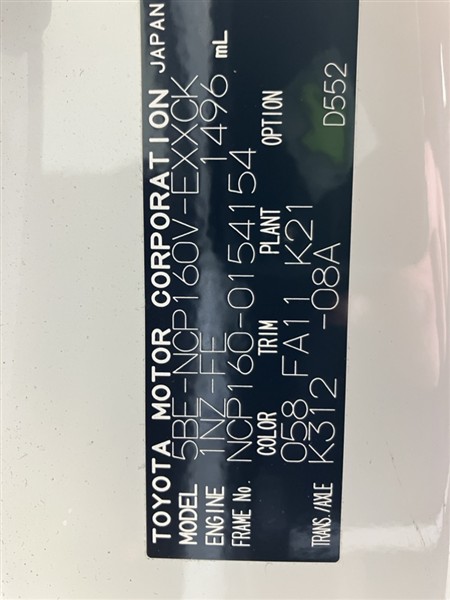 TOYOTA MOTOR CORPORATION JAPAN
MODEL 5BE-NCP160V-EXXCK
ENGINE 1NZ-FE 1496 mL
FRAME No. NCP160-0154154
COLOR TRIM PLANT OPTION
058 FA11 K21
TRANS./AXLE K312 -08A D552